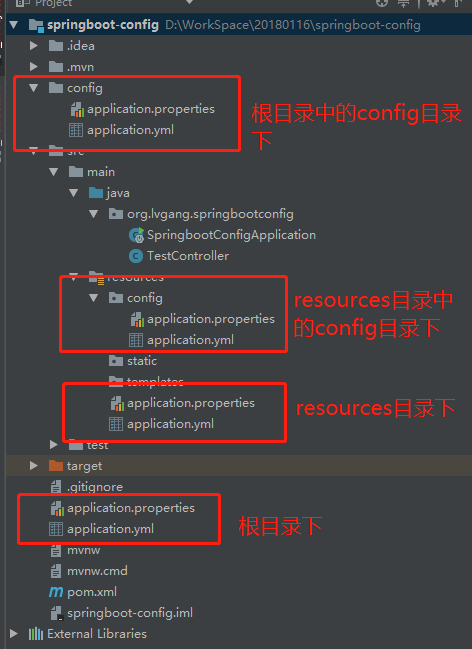 Project
springboot-config D:\WorkSpace\20180116\springboot-config
.idea
.mvn
config
application.properties
application.yml
根目录中的config目录
下
src
main
java
org.lvgang.springbootconfig
SpringbootConfigApplication
TestController
resources
config
application.properties
application.yml
resources目录中
的config目录下
static
templates
application.properties
application.yml
resources目录下
test
target
.gitignore
application.properties
application.yml
根目录下
mvnw
mvnw.cmd
pom.xml
springboot-config.iml
External Libraries